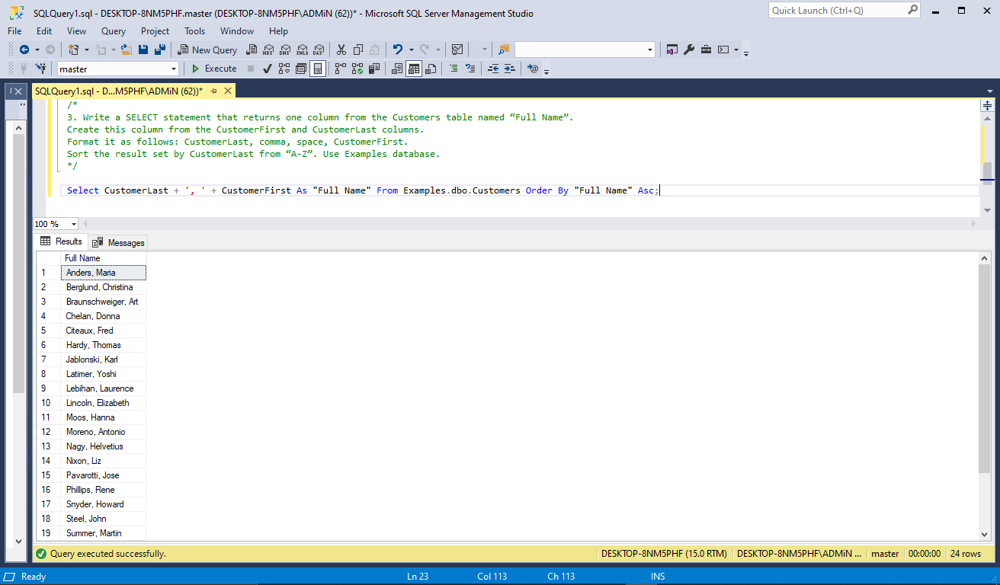 SQLQuery1.sql - DESKTOP-8NM5PHF.master (DESKTOP-8NM5PHF\ADMiN (62))* - Microsoft SQL Server Management Studio
Quick Launch (Ctrl+Q)
File Edit View Query Project Tools Window Help
New Query MDX DMX XMLA DAX
master Execute
SQLQuery1.sql - D...M5PHF\ADMiN (62))*
/*
3. Write a SELECT statement that returns one column from the Customers table named “Full Name”.
Create this column from the CustomerFirst and CustomerLast columns.
Format it as follows: CustomerLast, comma, space, CustomerFirst.
Sort the result set by CustomerLast from “A-Z”. Use Examples database.
*/
Select CustomerLast + ', ' + CustomerFirst As "Full Name" From Examples.dbo.Customers Order By "Full Name" Asc;
100 %
Results Messages
Full Name
1 Anders, Maria
2 Berglund, Christina
3 Braunschweiger, Art
4 Chelan, Donna
5 Citeaux, Fred
6 Hardy, Thomas
7 Jablonski, Karl
8 Latimer, Yoshi
9 Lebihan, Laurence
10 Lincoln, Elizabeth
11 Moos, Hanna
12 Moreno, Antonio
13 Nagy, Helvetius
14 Nixon, Liz
15 Pavarotti, Jose
16 Phillips, Rene
17 Snyder, Howard
18 Steel, John
19 Summer, Martin
Query executed successfully. DESKTOP-8NM5PHF (15.0 RTM) DESKTOP-8NM5PHF\ADMiN ... master 00:00:00 24 rows
Ready Ln 23 Col 113 Ch 113 INS